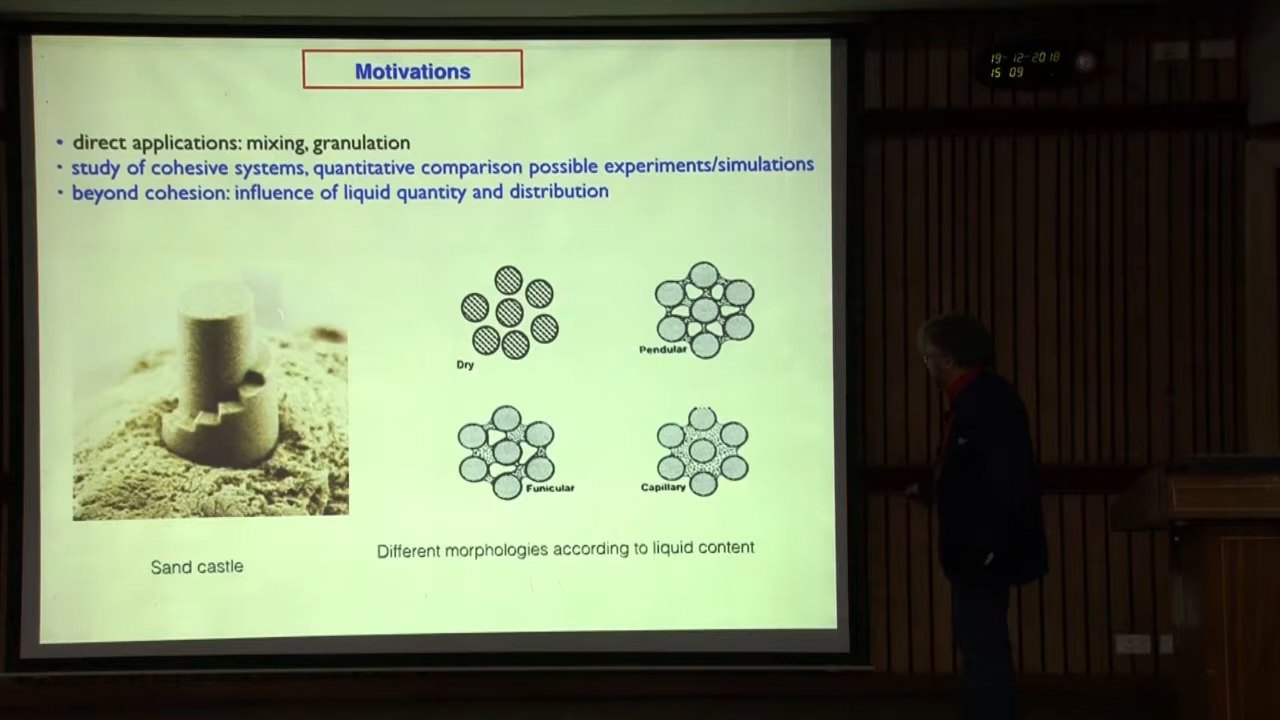 Motivations
19-12-2018
15 09
• direct applications: mixing, granulation
• study of cohesive systems, quantitative comparison possible experiments/simulations
• beyond cohesion: influence of liquid quantity and distribution
Dry
Pendular
Funicular
Capillary
Different morphologies according to liquid content
Sand castle